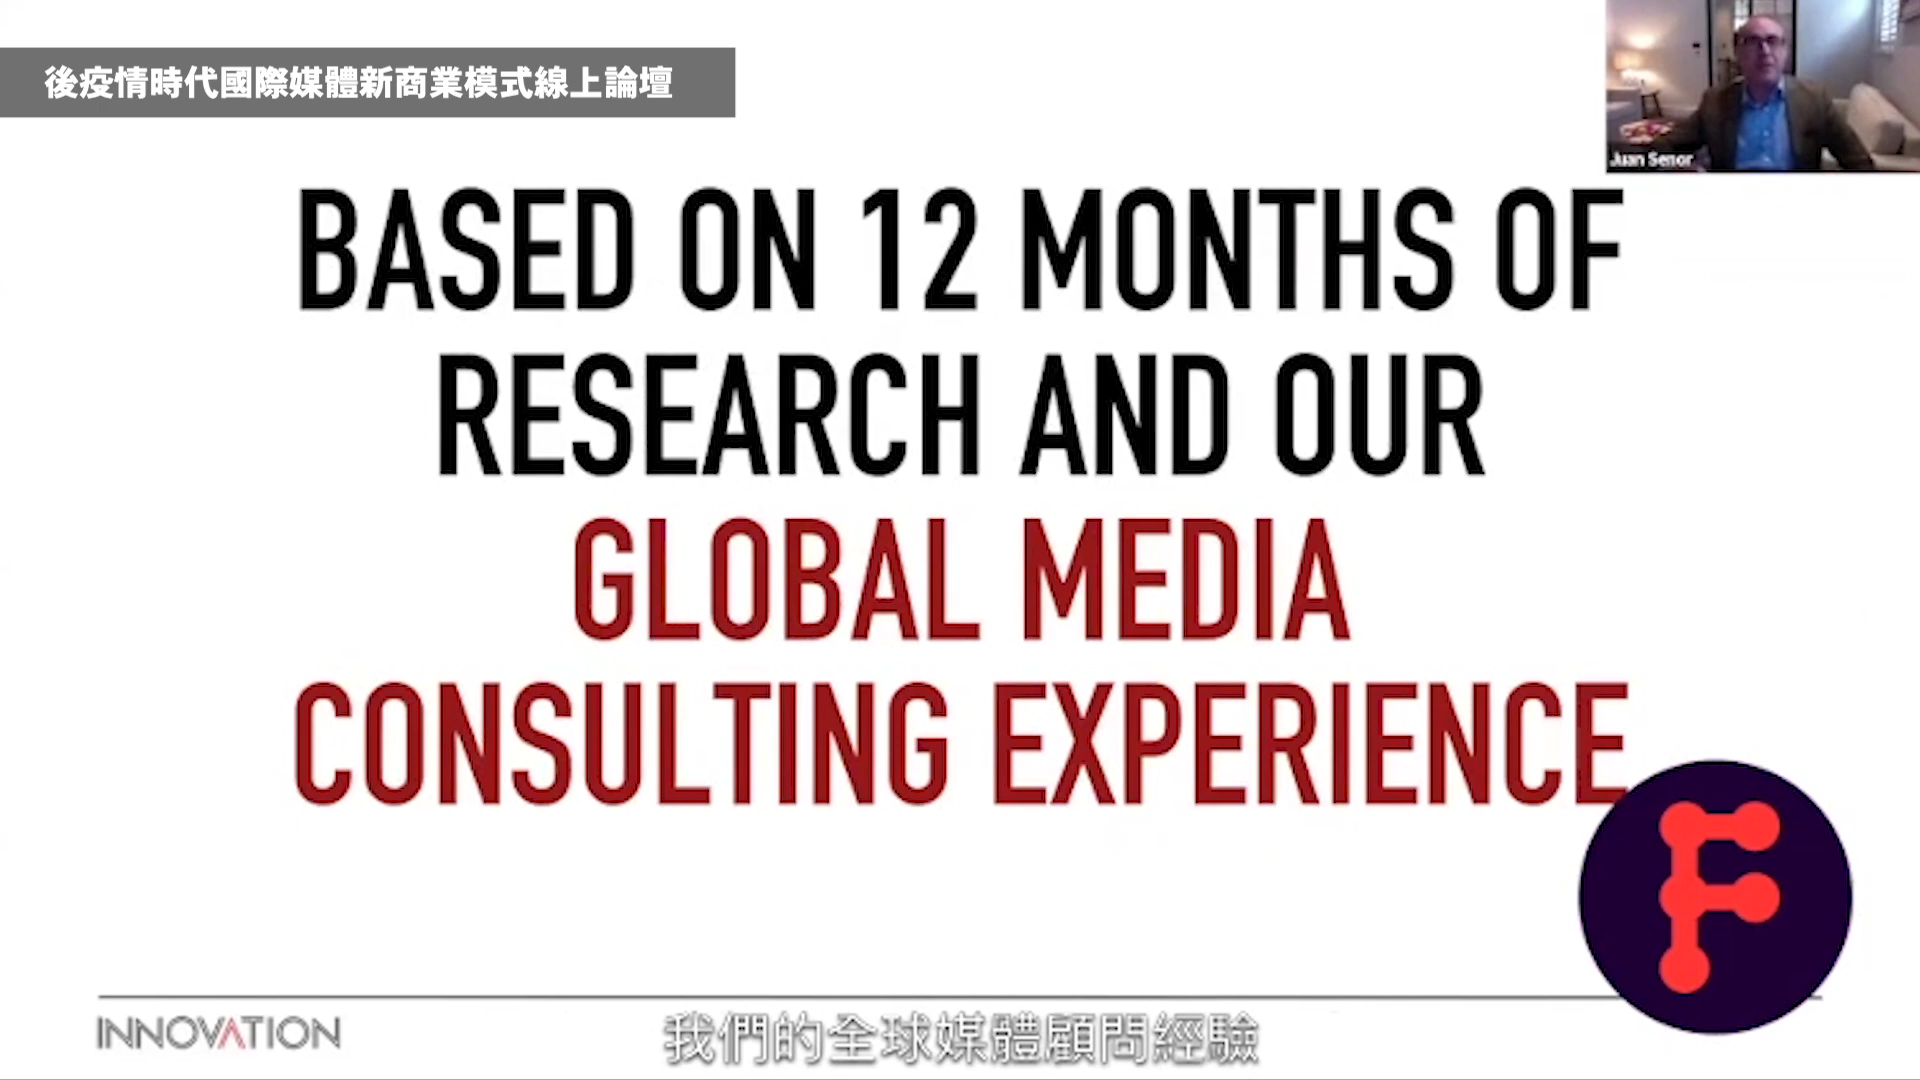 後疫情時代國際媒體新商業模式線上論壇
Juan Senor
BASED ON 12 MONTHS OF
RESEARCH AND OUR
GLOBAL MEDIA
CONSULTING EXPERIENCE
F
INNOVATION
我們的全球媒體顧問經驗